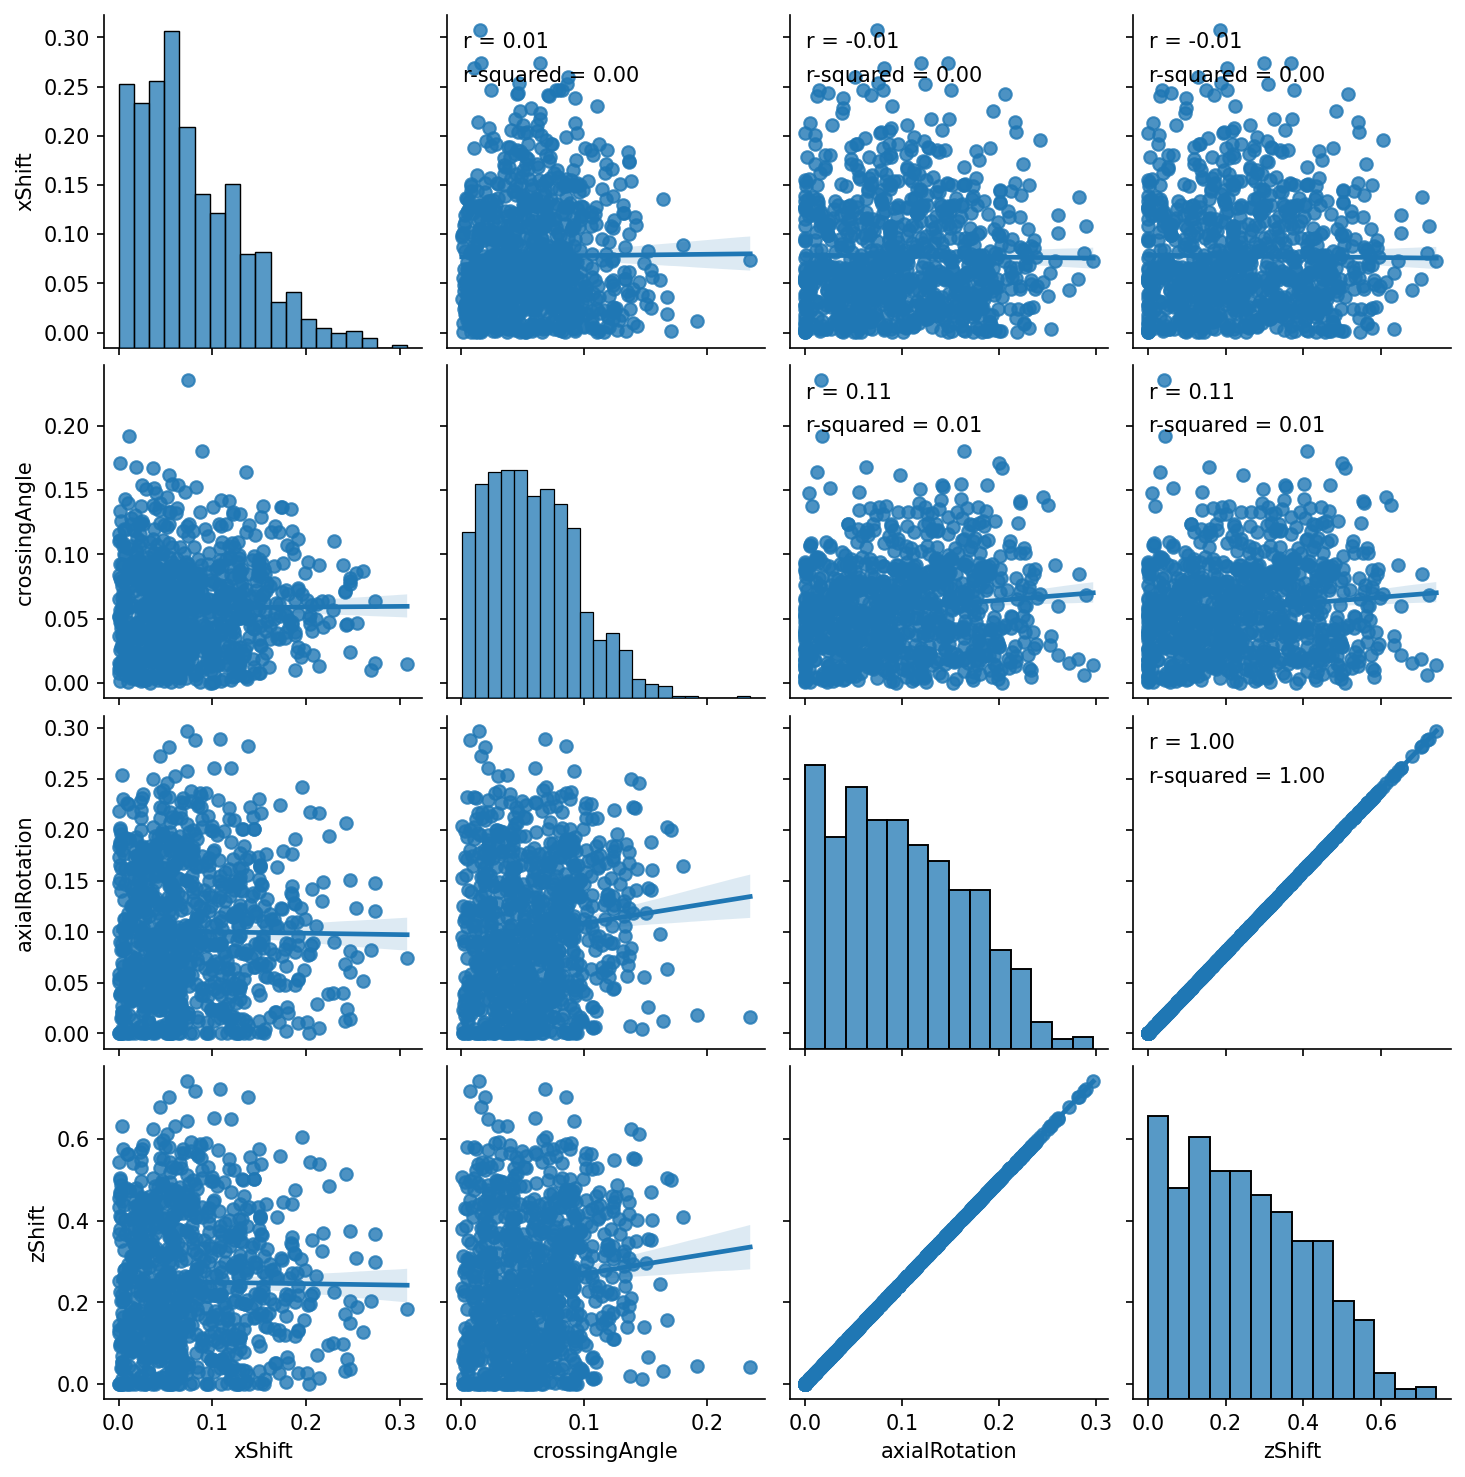 0.30
0.25
0.20
0.15
0.10
0.05
0.00
xShift
r = 0.01
r-squared = 0.00
r = -0.01
r-squared = 0.00
r = -0.01
r-squared = 0.00
0.20
0.15
0.10
0.05
0.00
crossingAngle
r = 0.11
r-squared = 0.01
r = 0.11
r-squared = 0.01
0.30
0.25
0.20
0.15
0.10
0.05
0.00
axialRotation
r = 1.00
r-squared = 1.00
0.6
0.4
0.2
0.0
zShift
0.0 0.1 0.2 0.3
xShift
0.0 0.1 0.2
crossingAngle
0.0 0.1 0.2 0.3
axialRotation
0.0 0.2 0.4 0.6
zShift